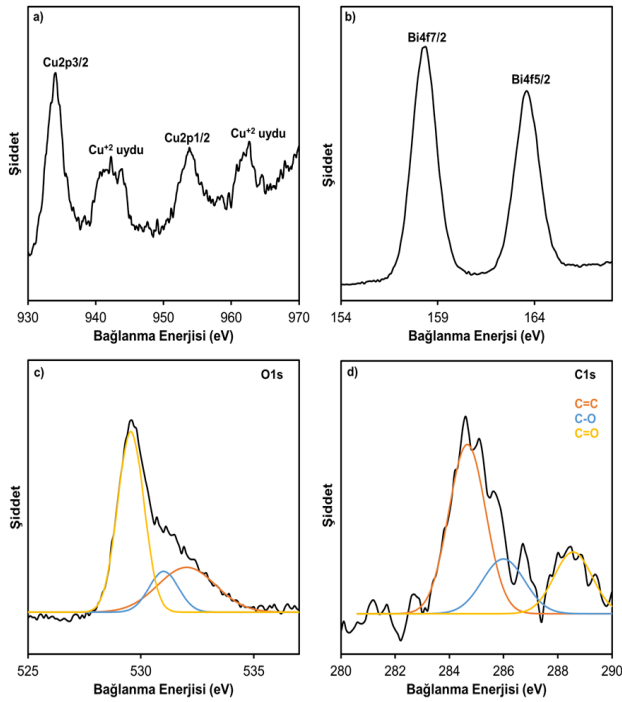 a)
Cu2p3/2
Cu⁺² uydu
Cu2p1/2
Cu⁺² uydu
Şiddet
930 940 950 960 970
Bağlanma Enerjisi (eV)
b)
Bi4f7/2
Bi4f5/2
Şiddet
154 159 164
Bağlanma Enerjisi (eV)
c)
O1s
Şiddet
525 530 535
Bağlanma Enerjisi (eV)
d)
C1s
C=C
C-O
C=O
Şiddet
280 282 284 286 288 290
Bağlanma Enerjisi (eV)